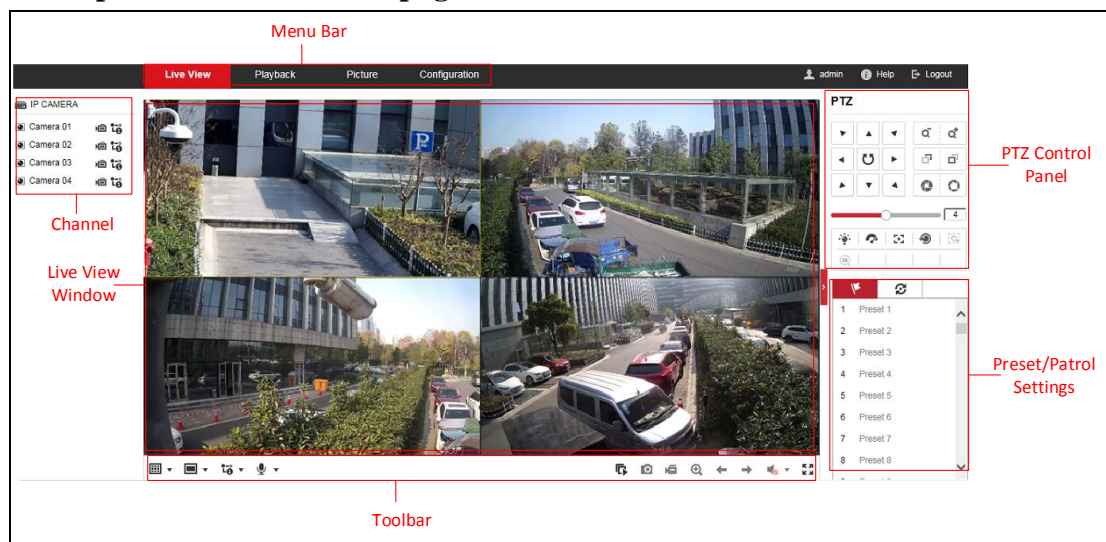 Menu Bar
Live View Playback Picture Configuration admin Help Logout
IP CAMERA
Camera 01
Camera 02
Camera 03
Camera 04
Channel
Live View
Window
P
PTZ
4
3D
PTZ Control
Panel
1 Preset 1
2 Preset 2
3 Preset 3
4 Preset 4
5 Preset 5
6 Preset 6
7 Preset 7
8 Preset 8
Preset/Patrol
Settings
Toolbar